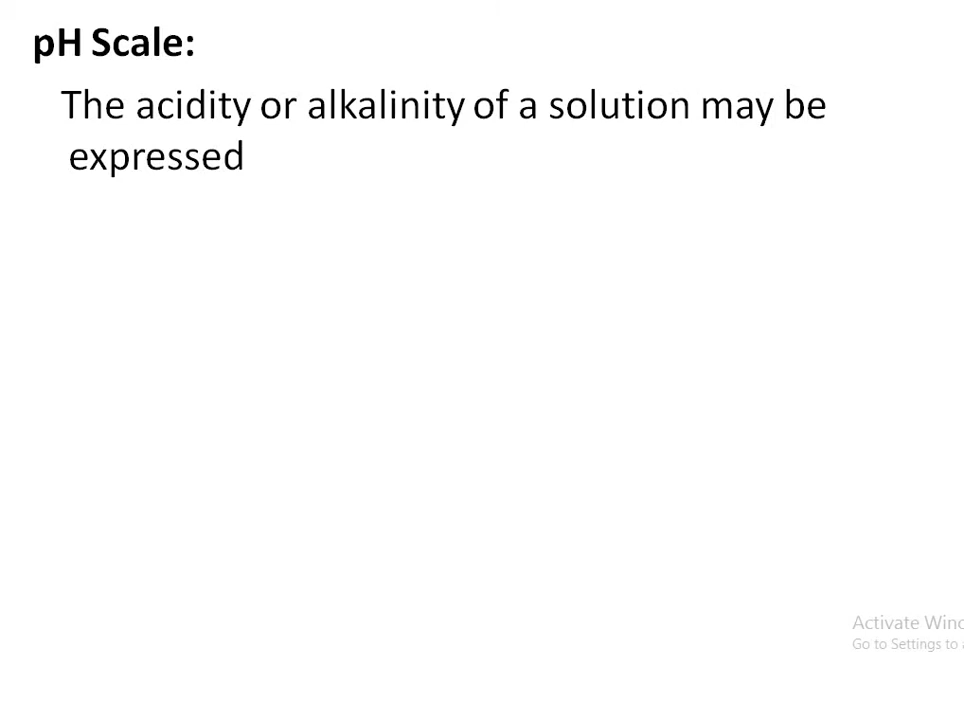 pH Scale:
The acidity or alkalinity of a solution may be
expressed
Activate Wind
Go to Settings to a